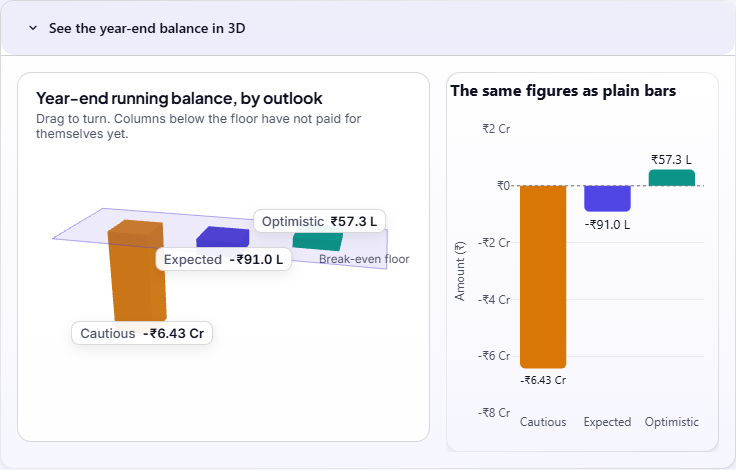 See the year-end balance in 3D
Year-end running balance, by outlook
Drag to turn. Columns below the floor have not paid for
themselves yet.
Optimistic ₹57.3 L
Expected -₹91.0 L
Break-even floor
Cautious -₹6.43 Cr
The same figures as plain bars
₹2 Cr
₹57.3 L
₹0
-₹91.0 L
-₹2 Cr
Amount (₹)
-₹4 Cr
-₹6 Cr
-₹6.43 Cr
-₹8 Cr
Cautious Expected Optimistic